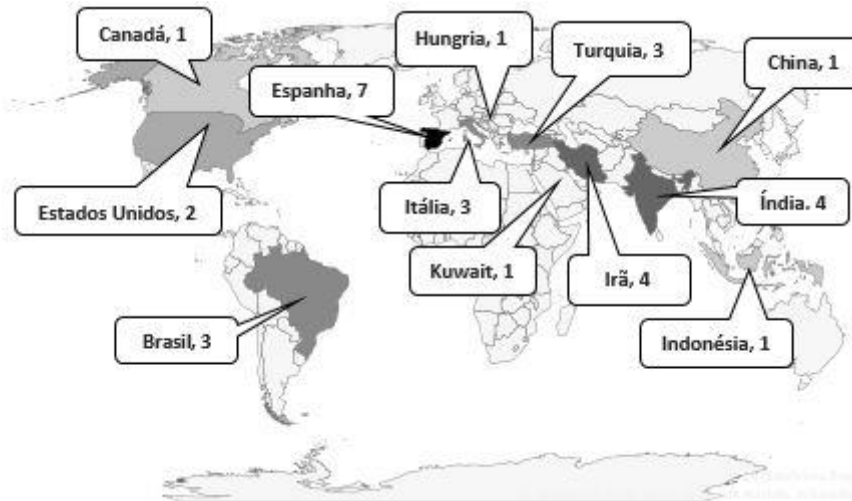 Canadá, 1
Hungria, 1
Turquia, 3
China, 1
Espanha, 7
Estados Unidos, 2
Itália, 3
Índia. 4
Kuwait, 1
Irã, 4
Brasil, 3
Indonésia, 1